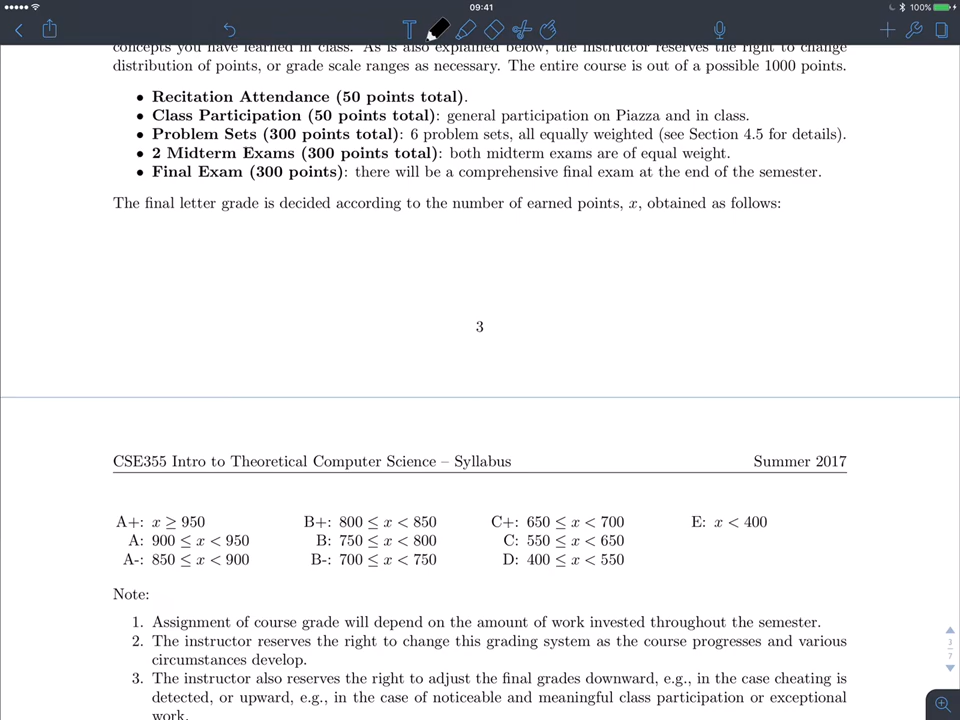 09:41
100%
concepts you have learned in class. As is also explained below, the instructor reserves the right to change
distribution of points, or grade scale ranges as necessary. The entire course is out of a possible 1000 points.
• Recitation Attendance (50 points total).
• Class Participation (50 points total): general participation on Piazza and in class.
• Problem Sets (300 points total): 6 problem sets, all equally weighted (see Section 4.5 for details).
• 2 Midterm Exams (300 points total): both midterm exams are of equal weight.
• Final Exam (300 points): there will be a comprehensive final exam at the end of the semester.
The final letter grade is decided according to the number of earned points, x, obtained as follows:
3
CSE355 Intro to Theoretical Computer Science – Syllabus Summer 2017
A+: x ≥ 950 B+: 800 ≤ x < 850 C+: 650 ≤ x < 700 E: x < 400
A: 900 ≤ x < 950 B: 750 ≤ x < 800 C: 550 ≤ x < 650
A-: 850 ≤ x < 900 B-: 700 ≤ x < 750 D: 400 ≤ x < 550
Note:
1. Assignment of course grade will depend on the amount of work invested throughout the semester.
2. The instructor reserves the right to change this grading system as the course progresses and various
circumstances develop.
3. The instructor also reserves the right to adjust the final grades downward, e.g., in the case cheating is
detected, or upward, e.g., in the case of noticeable and meaningful class participation or exceptional
work.
3
7